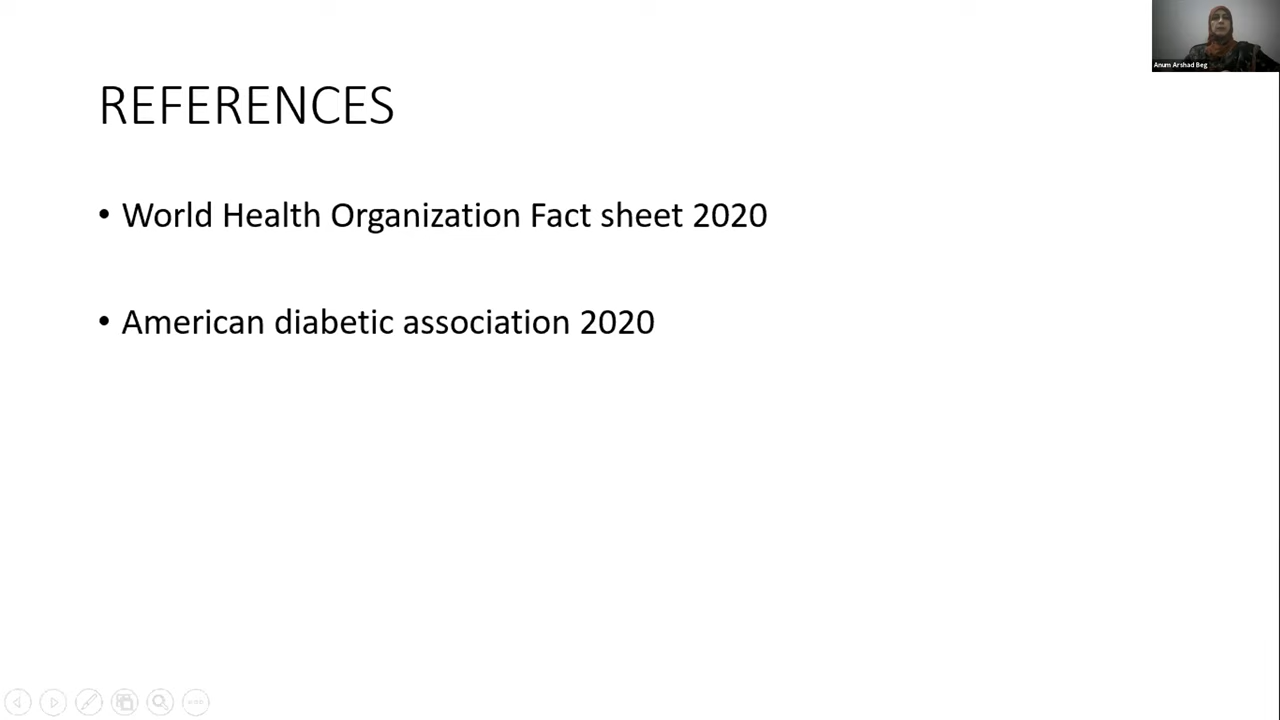 Anum Arshad Beg
REFERENCES
• World Health Organization Fact sheet 2020
• American diabetic association 2020